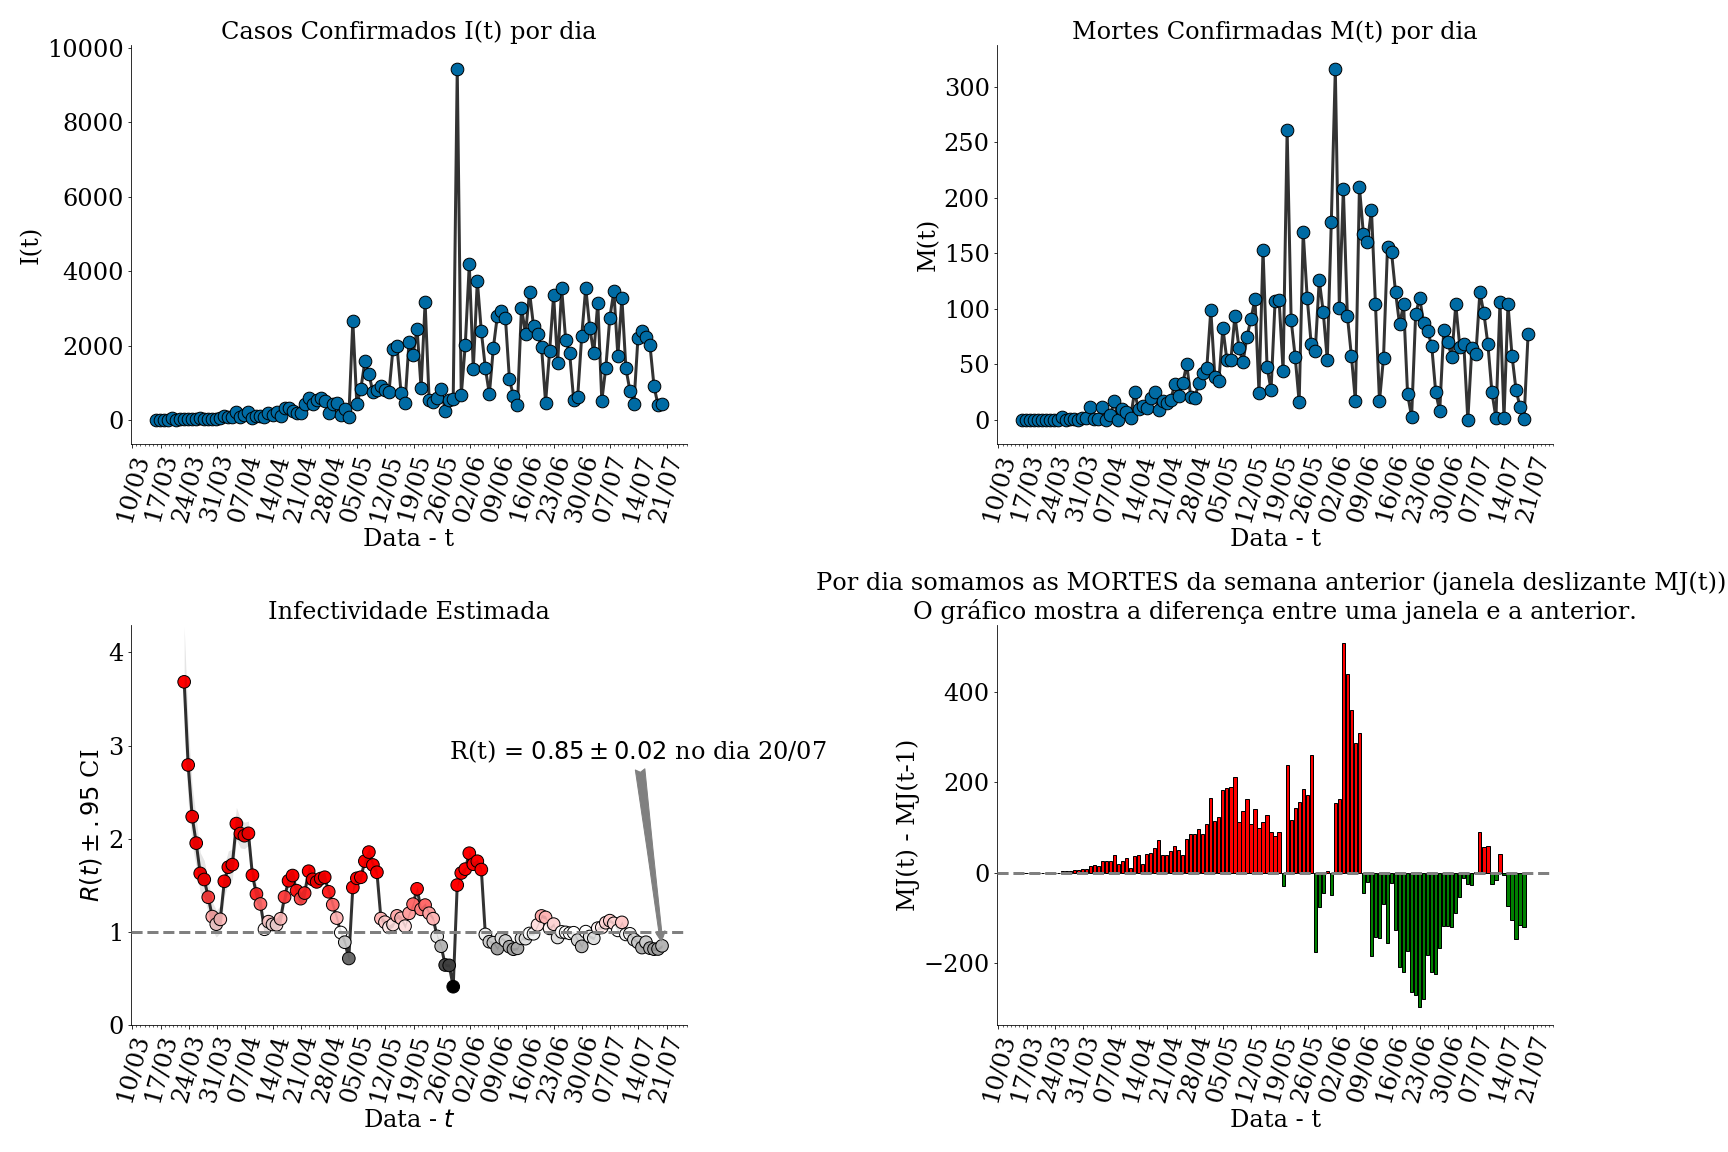 Casos Confirmados I(t) por dia
10000
8000
6000
4000
2000
0
I(t)
10/03 17/03 24/03 31/03 07/04 14/04 21/04 28/04 05/05 12/05 19/05 26/05 02/06 09/06 16/06 23/06 30/06 07/07 14/07 21/07
Data - t
Mortes Confirmadas M(t) por dia
300
250
200
150
100
50
0
M(t)
10/03 17/03 24/03 31/03 07/04 14/04 21/04 28/04 05/05 12/05 19/05 26/05 02/06 09/06 16/06 23/06 30/06 07/07 14/07 21/07
Data - t
Infectividade Estimada
4
3
2
1
0
R(t) ± .95 CI
R(t) = 0.85 ± 0.02 no dia 20/07
10/03 17/03 24/03 31/03 07/04 14/04 21/04 28/04 05/05 12/05 19/05 26/05 02/06 09/06 16/06 23/06 30/06 07/07 14/07 21/07
Data - t
Por dia somamos as MORTES da semana anterior (janela deslizante MJ(t))
O gráfico mostra a diferença entre uma janela e a anterior.
400
200
0
−200
MJ(t) - MJ(t-1)
10/03 17/03 24/03 31/03 07/04 14/04 21/04 28/04 05/05 12/05 19/05 26/05 02/06 09/06 16/06 23/06 30/06 07/07 14/07 21/07
Data - t